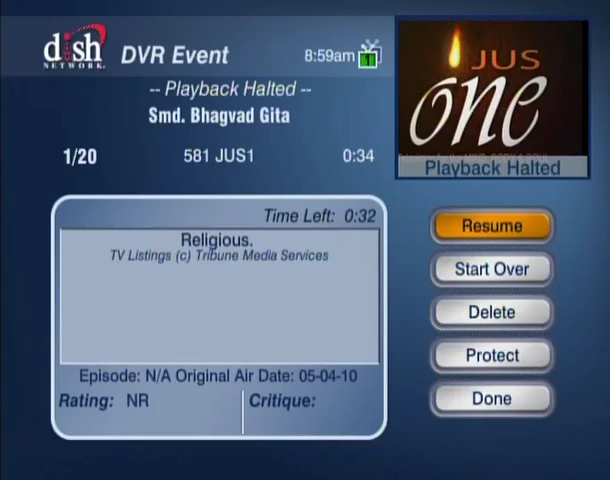 dish
NETWORK.
DVR Event
8:59am
1
-- Playback Halted --
Smd. Bhagvad Gita
1/20
581 JUS1
0:34
JUS
one
Playback Halted
Time Left: 0:32
Religious.
TV Listings (c) Tribune Media Services
Episode: N/A Original Air Date: 05-04-10
Rating: NR
Critique:
Resume
Start Over
Delete
Protect
Done